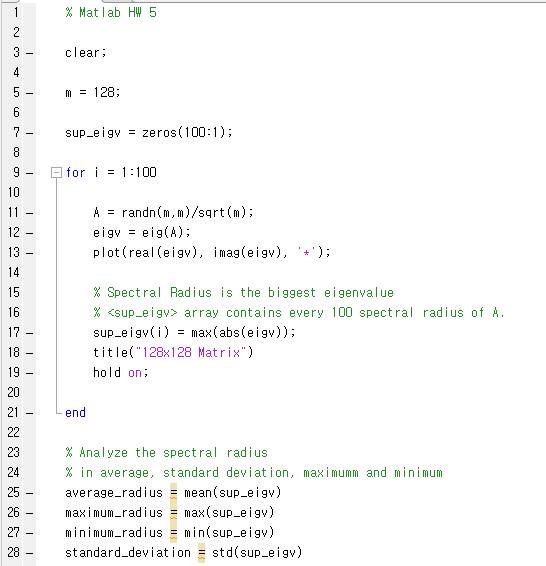 1 % Matlab HW 5
2
3 – clear;
4
5 – m = 128;
6
7 – sup_eigv = zeros(100:1);
8
9 – for i = 1:100
10
11 – A = randn(m,m)/sqrt(m);
12 – eigv = eig(A);
13 – plot(real(eigv), imag(eigv), '*');
14
15 % Spectral Radius is the biggest eigenvalue
16 % <sup_eigv> array contains every 100 spectral radius of A.
17 – sup_eigv(i) = max(abs(eigv));
18 – title("128x128 Matrix")
19 – hold on;
20
21 – end
22
23 % Analyze the spectral radius
24 % in average, standard deviation, maximumm and minimum
25 – average_radius = mean(sup_eigv)
26 – maximum_radius = max(sup_eigv)
27 – minimum_radius = min(sup_eigv)
28 – standard_deviation = std(sup_eigv)